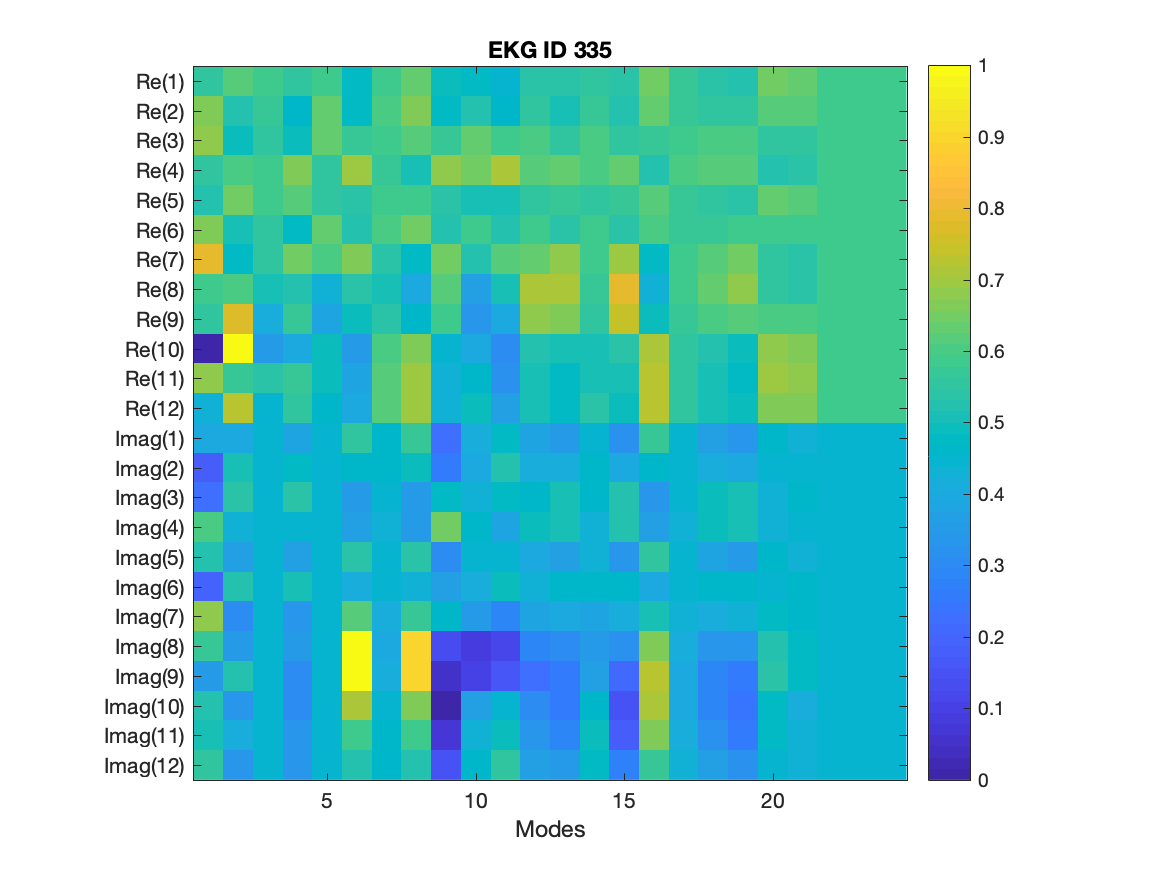 EKG ID 335
Re(1)
Re(2)
Re(3)
Re(4)
Re(5)
Re(6)
Re(7)
Re(8)
Re(9)
Re(10)
Re(11)
Re(12)
Imag(1)
Imag(2)
Imag(3)
Imag(4)
Imag(5)
Imag(6)
Imag(7)
Imag(8)
Imag(9)
Imag(10)
Imag(11)
Imag(12)
5 10 15 20
Modes
1
0.9
0.8
0.7
0.6
0.5
0.4
0.3
0.2
0.1
0